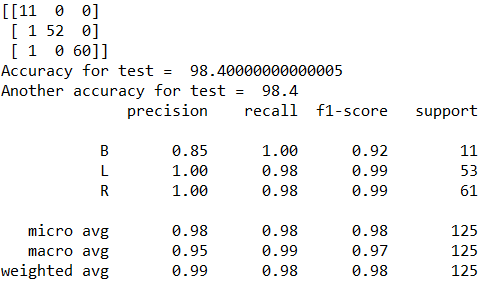 [[11  0  0]
 [ 1 52  0]
 [ 1  0 60]]
Accuracy for test =  98.40000000000005
Another accuracy for test =  98.4
              precision    recall  f1-score   support

           B       0.85      1.00      0.92        11
           L       1.00      0.98      0.99        53
           R       1.00      0.98      0.99        61

   micro avg       0.98      0.98      0.98       125
   macro avg       0.95      0.99      0.97       125
weighted avg       0.99      0.98      0.98       125